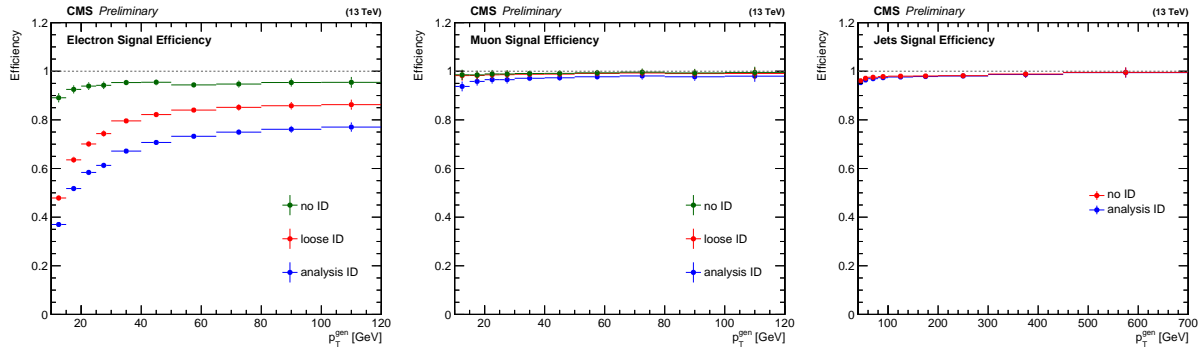 CMS Preliminary (13 TeV)
Efficiency
1.2
1
0.8
0.6
0.4
0.2
0
Electron Signal Efficiency
no ID
loose ID
analysis ID
20 40 60 80 100 120
p_T^gen [GeV]
CMS Preliminary (13 TeV)
Efficiency
1.2
1
0.8
0.6
0.4
0.2
0
Muon Signal Efficiency
no ID
loose ID
analysis ID
20 40 60 80 100 120
p_T^gen [GeV]
CMS Preliminary (13 TeV)
Efficiency
1.2
1
0.8
0.6
0.4
0.2
0
Jets Signal Efficiency
no ID
analysis ID
100 200 300 400 500 600 700
p_T^gen [GeV]